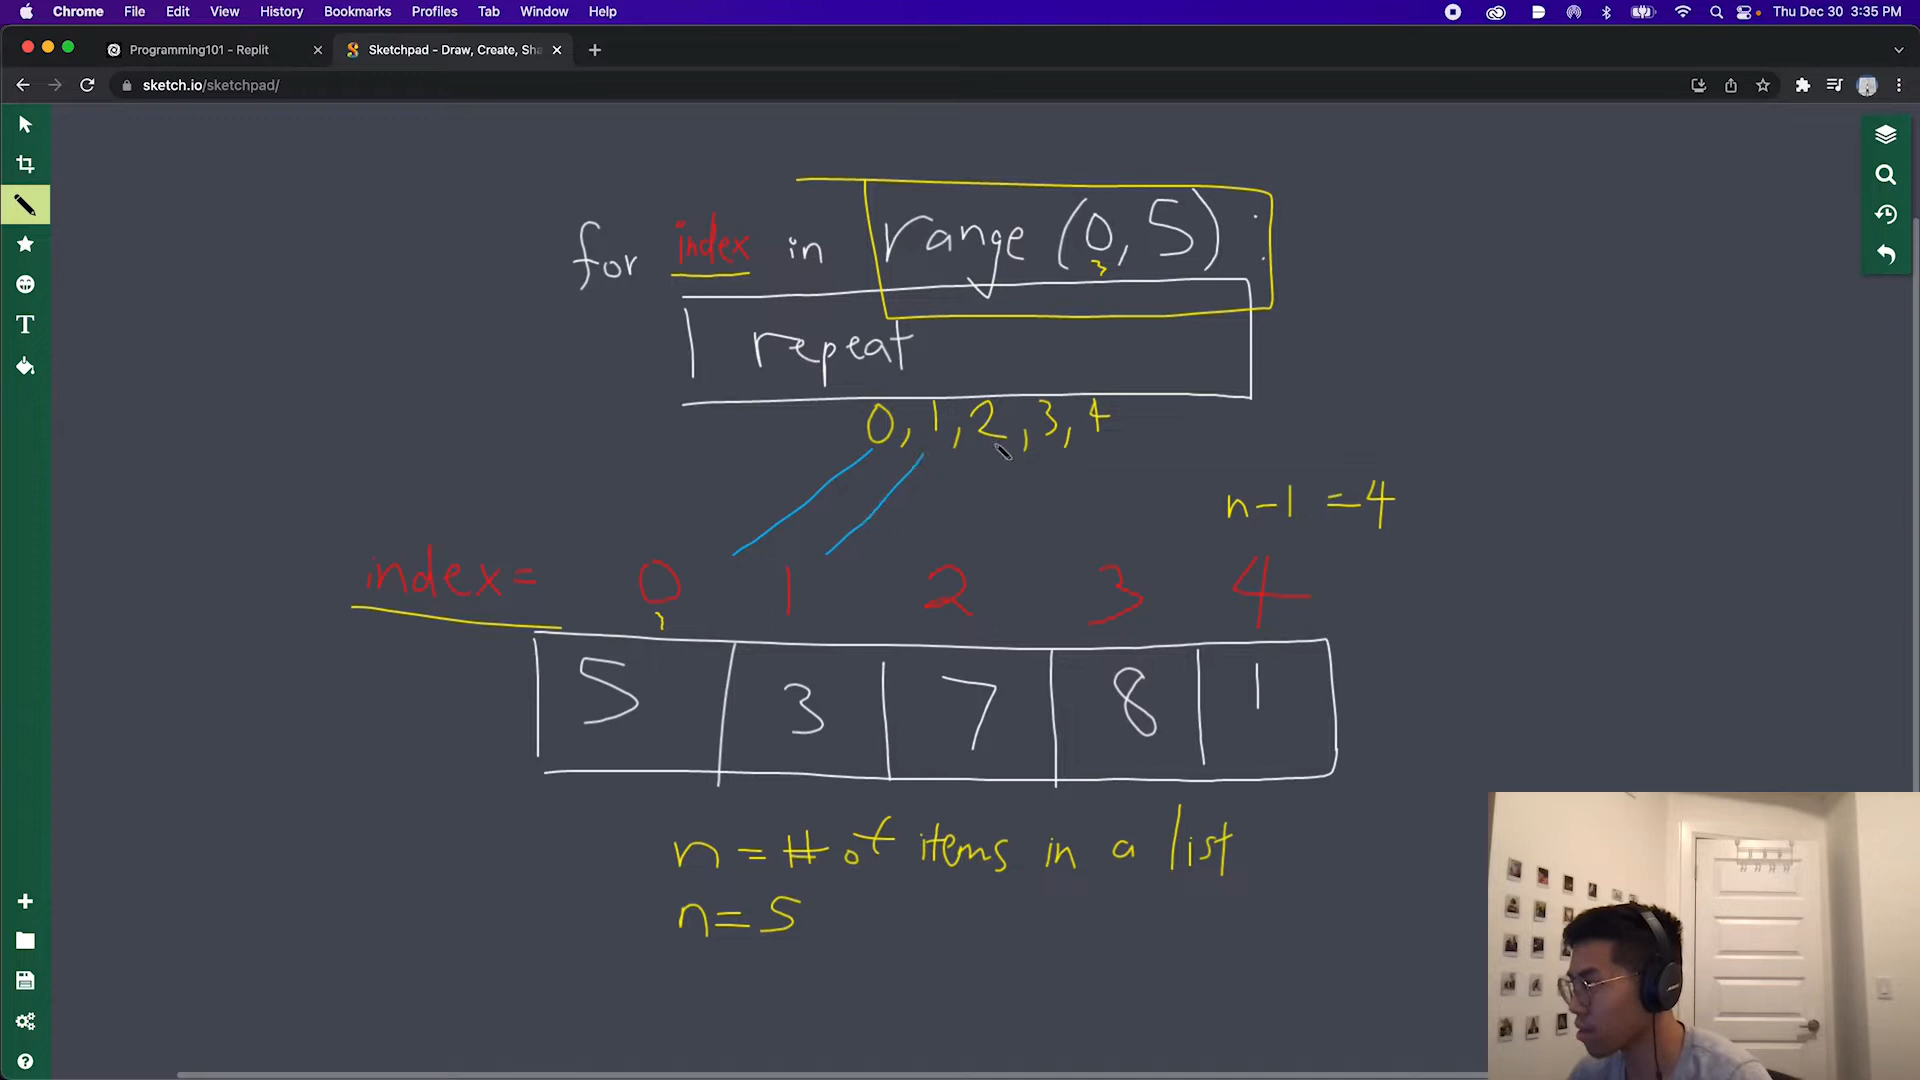 Chrome File Edit View History Bookmarks Profiles Tab Window Help Thu Dec 30 3:35 PM
Programming101 - Replit Sketchpad - Draw, Create, Sha
sketch.io/sketchpad/
for index in range (0, 5) :
repeat
0, 1, 2, 3, 4
n-1 =4
index= 0 1 2 3 4
5 3 7 8 1
n = # of items in a list
n=5